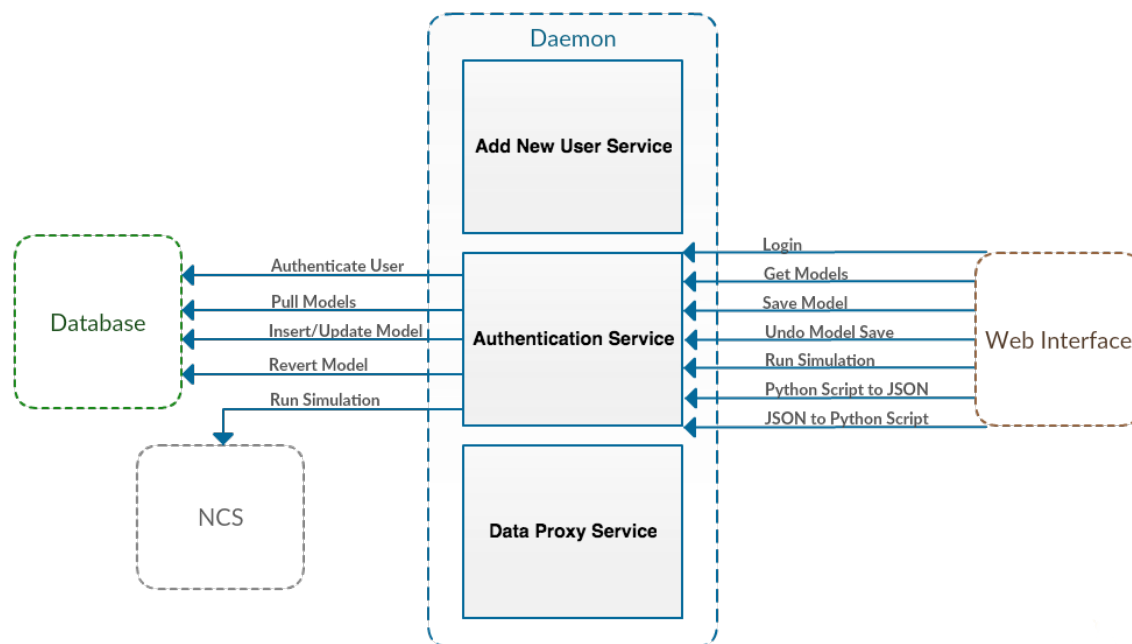 Daemon
Add New User Service
Login
Authenticate User
Get Models
Pull Models
Save Model
Database
Insert/Update Model
Authentication Service
Undo Model Save
Web Interface
Revert Model
Run Simulation
Run Simulation
Python Script to JSON
JSON to Python Script
NCS
Data Proxy Service